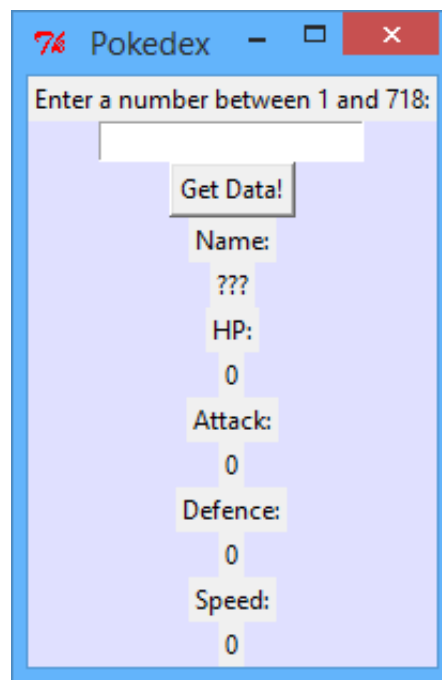 Pokedex
Enter a number between 1 and 718:
Get Data!
Name:
???
HP:
0
Attack:
0
Defence:
0
Speed:
0